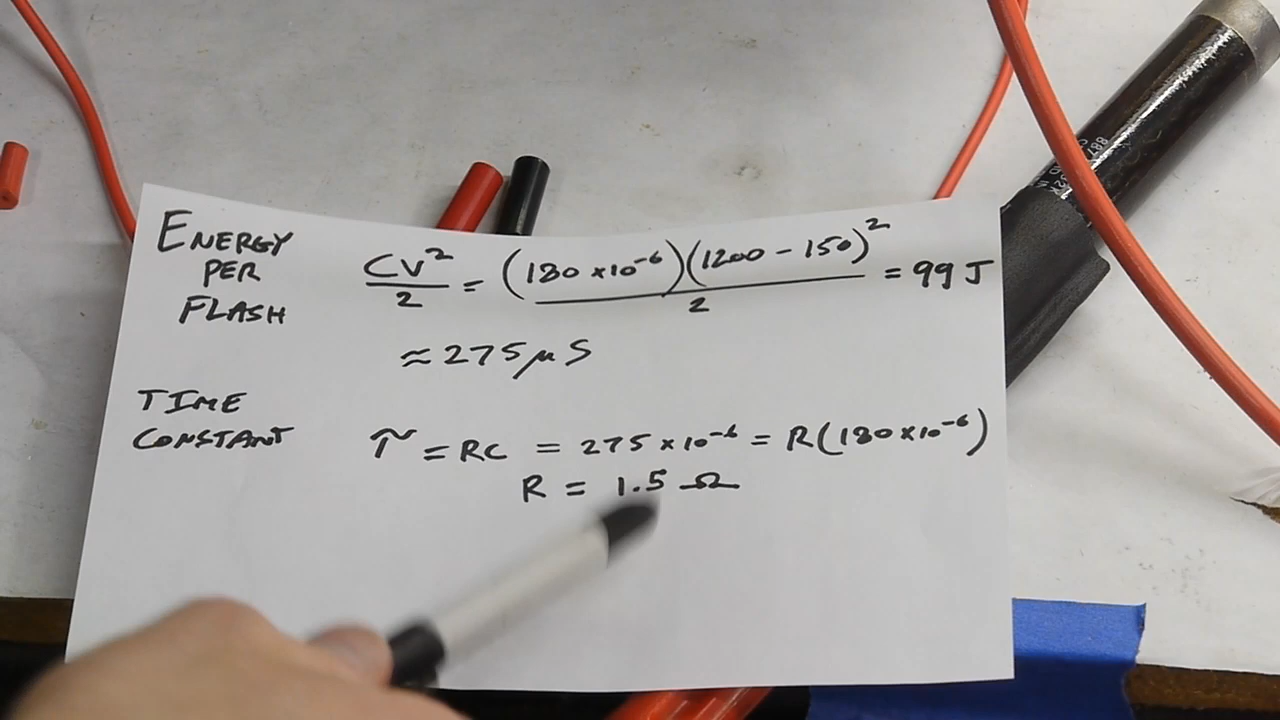 ENERGY PER FLASH
CV²/2 = (180 x10⁻⁶)(1200 - 150)²/2 = 99 J
≈ 275 μS
TIME CONSTANT
τ = RC = 275 x10⁻⁶ = R(180 x10⁻⁶)
R = 1.5 Ω